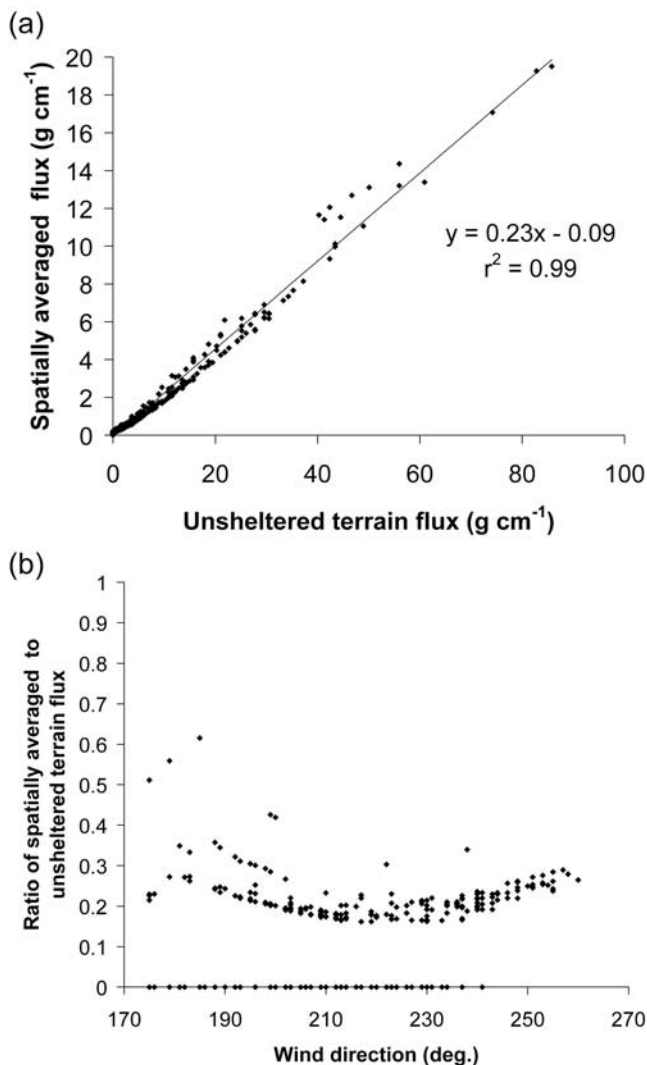 (a)
Spatially averaged flux (g cm⁻¹)
20
18
16
14
12
10
8
6
4
2
0
y = 0.23x - 0.09
r² = 0.99
0 20 40 60 80 100
Unsheltered terrain flux (g cm⁻¹)
(b)
Ratio of spatially averaged to
unsheltered terrain flux
1
0.9
0.8
0.7
0.6
0.5
0.4
0.3
0.2
0.1
0
170 190 210 230 250 270
Wind direction (deg.)